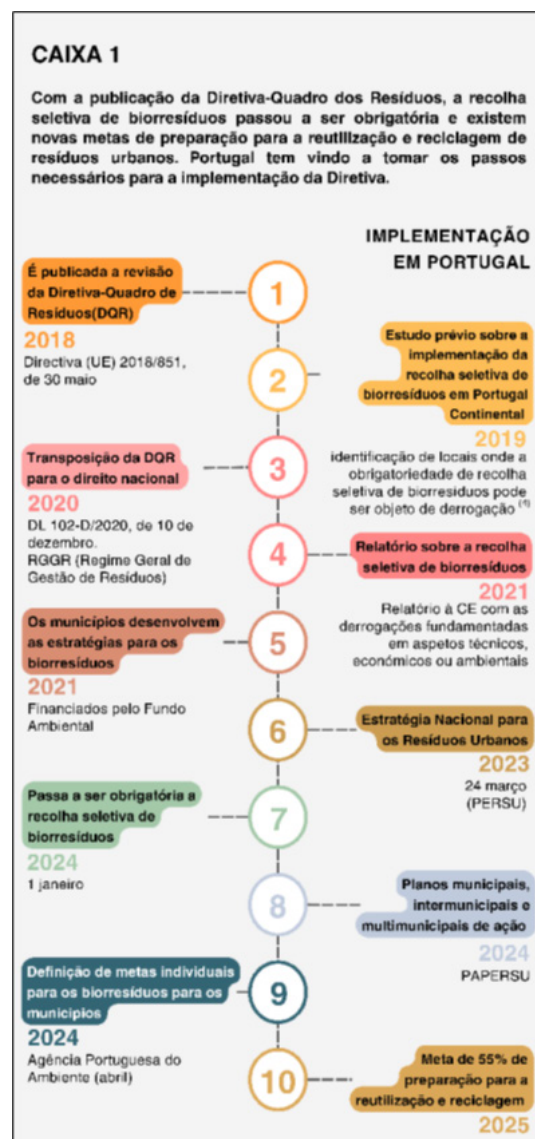 CAIXA 1
Com a publicação da Diretiva-Quadro dos Resíduos, a recolha
seletiva de biorresíduos passou a ser obrigatória e existem
novas metas de preparação para a reutilização e reciclagem de
resíduos urbanos. Portugal tem vindo a tomar os passos
necessários para a implementação da Diretiva.
IMPLEMENTAÇÃO
EM PORTUGAL
1
É publicada a revisão
da Diretiva-Quadro de
Resíduos(DQR)
2018
Directiva (UE) 2018/851,
de 30 maio
2
Estudo prévio sobre a
implementação da
recolha seletiva de
biorresíduos em Portugal
Continental
2019
identificação de locais onde a
obrigatoriedade de recolha
seletiva de biorresíduos pode
ser objeto de derrogação (4)
3
Transposição da DQR
para o direito nacional
2020
DL 102-D/2020, de 10 de
dezembro.
RGGR (Regime Geral de
Gestão de Resíduos)
4
Relatório sobre a recolha
seletiva de biorresíduos
2021
Relatório à CE com as
derrogações fundamentadas
em aspetos técnicos,
económicos ou ambientais
5
Os municípios desenvolvem
as estratégias para os
biorresíduos
2021
Financiados pelo Fundo
Ambiental
6
Estratégia Nacional para
os Resíduos Urbanos
2023
24 março
(PERSU)
7
Passa a ser obrigatória a
recolha seletiva de
biorresíduos
2024
1 janeiro
8
Planos municipais,
intermunicipais e
multimunicipais de ação
2024
PAPERSU
9
Definição de metas individuais
para os biorresíduos para os
municípios
2024
Agência Portuguesa do
Ambiente (abril)
10
Meta de 55% de
preparação para a
reutilização e reciclagem
2025